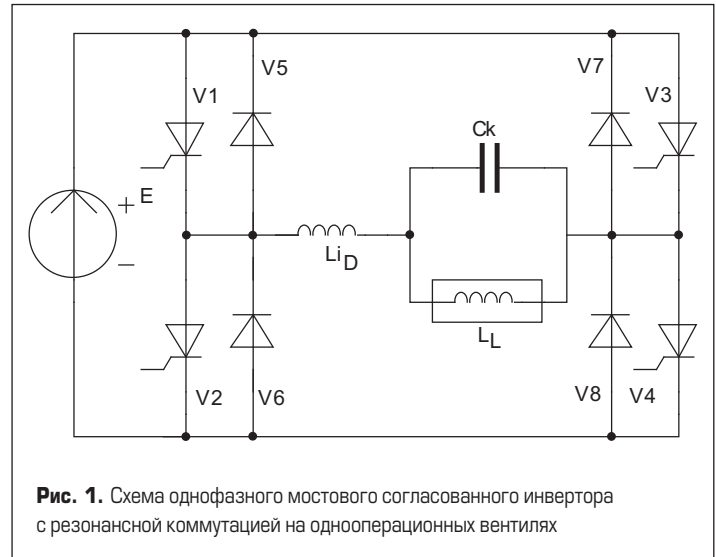 V5
V7
V1
V3
Ck
+ E
−
Li D
L L
V2
V6
V8
V4
Рис. 1. Схема однофазного мостового согласованного инвертора
с резонансной коммутацией на однооперационных вентилях